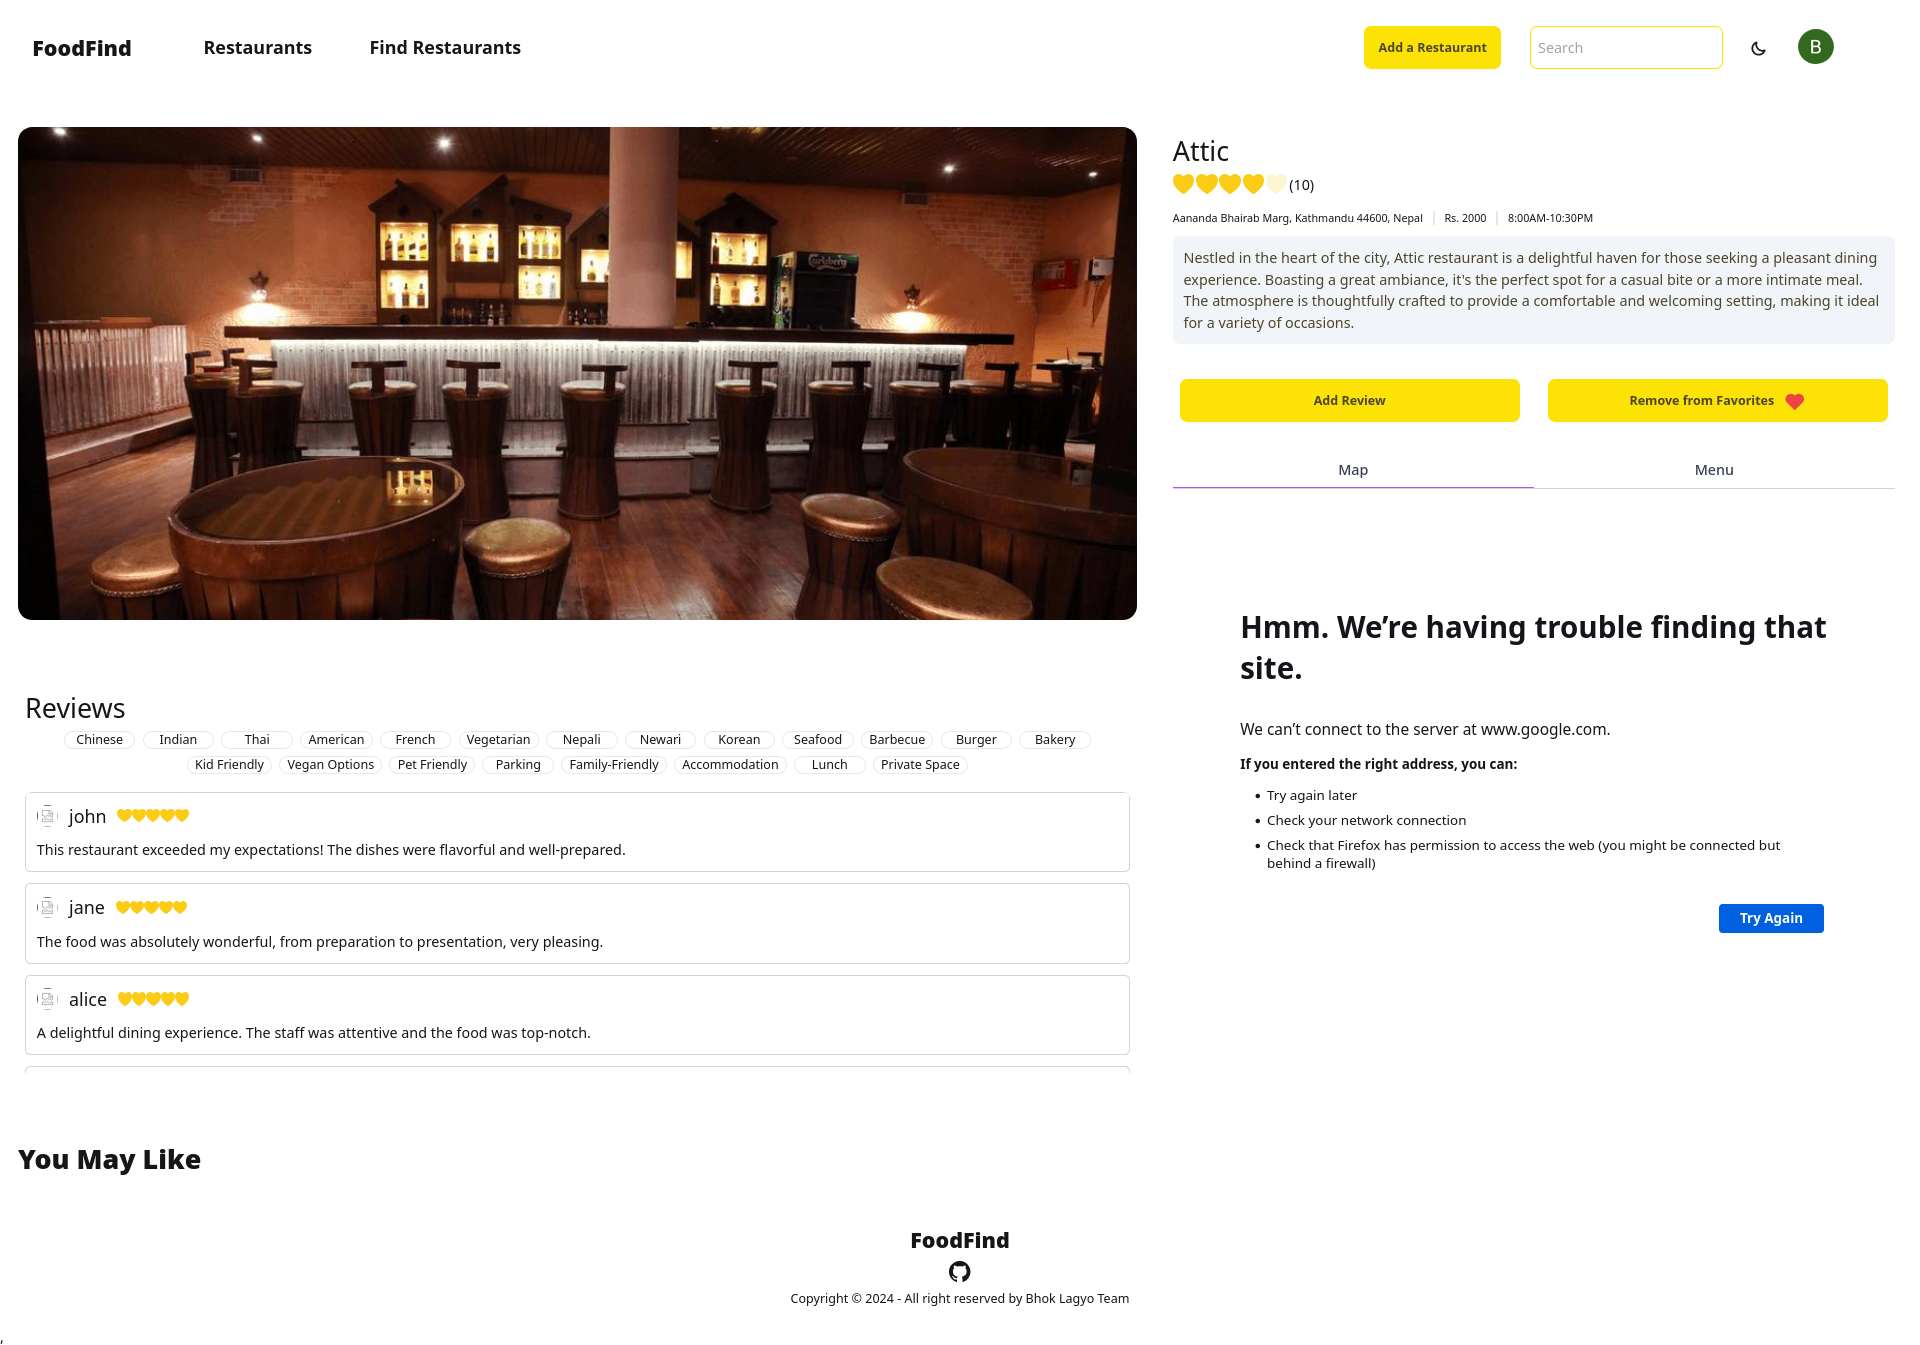 FoodFind
Restaurants
Find Restaurants
Add a Restaurant
Search
B
Carlsberg
Attic
(10)
Aananda Bhairab Marg, Kathmandu 44600, Nepal
Rs. 2000
8:00AM-10:30PM
Nestled in the heart of the city, Attic restaurant is a delightful haven for those seeking a pleasant dining
experience. Boasting a great ambiance, it's the perfect spot for a casual bite or a more intimate meal.
The atmosphere is thoughtfully crafted to provide a comfortable and welcoming setting, making it ideal
for a variety of occasions.
Add Review
Remove from Favorites
Map
Menu
Hmm. We’re having trouble finding that
site.
We can’t connect to the server at www.google.com.
If you entered the right address, you can:
• Try again later
• Check your network connection
• Check that Firefox has permission to access the web (you might be connected but
behind a firewall)
Try Again
Reviews
Chinese Indian Thai American French Vegetarian Nepali Newari Korean Seafood Barbecue Burger Bakery
Kid Friendly Vegan Options Pet Friendly Parking Family-Friendly Accommodation Lunch Private Space
john
This restaurant exceeded my expectations! The dishes were flavorful and well-prepared.
jane
The food was absolutely wonderful, from preparation to presentation, very pleasing.
alice
A delightful dining experience. The staff was attentive and the food was top-notch.
You May Like
FoodFind
Copyright © 2024 - All right reserved by Bhok Lagyo Team
,